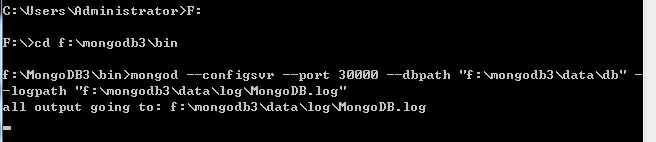 C:\Users\Administrator>F:
F:\>cd f:\mongodb3\bin
f:\MongoDB3\bin>mongod --configsvr --port 30000 --dbpath "f:\mongodb3\data\db" -
-logpath "f:\mongodb3\data\log\MongoDB.log"
all output going to: f:\mongodb3\data\log\MongoDB.log